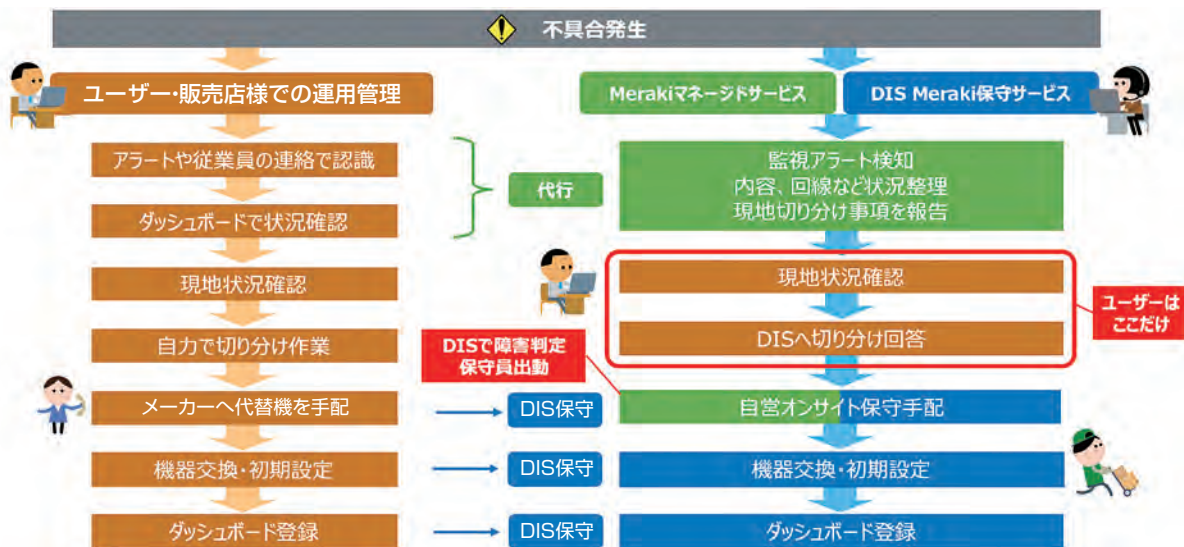 不具合発生
ユーザー・販売店様での運用管理
アラートや従業員の連絡で認識
ダッシュボードで状況確認
現地状況確認
自力で切り分け作業
メーカーへ代替機を手配
機器交換・初期設定
ダッシュボード登録
代行
DIS保守
DIS保守
DIS保守
Merakiマネージドサービス
DIS Meraki保守サービス
監視アラート検知
内容、回線など状況整理
現地切り分け事項を報告
現地状況確認
DISへ切り分け回答
ユーザーは
ここだけ
DISで障害判定
保守員出動
自営オンサイト保守手配
機器交換・初期設定
ダッシュボード登録